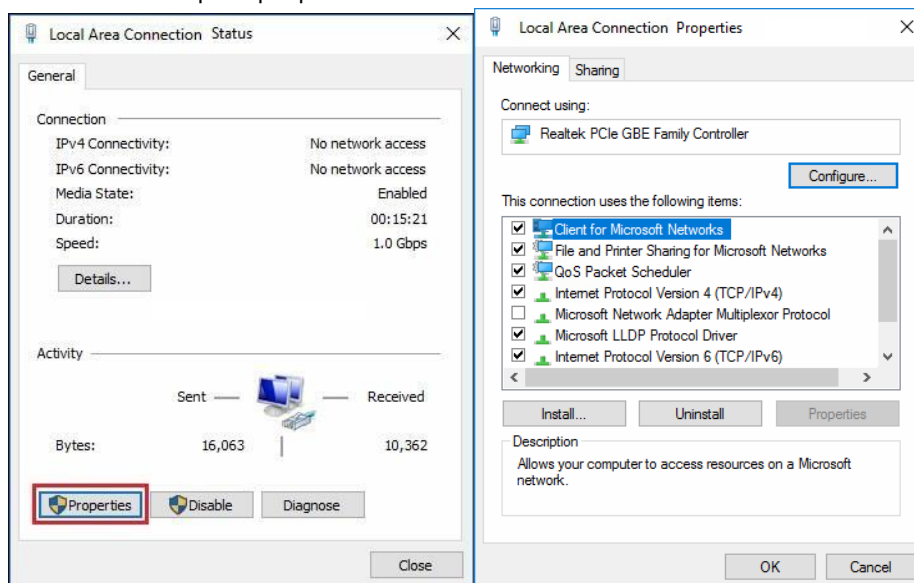 Local Area Connection Status
General
Connection
IPv4 Connectivity: No network access
IPv6 Connectivity: No network access
Media State: Enabled
Duration: 00:15:21
Speed: 1.0 Gbps
Details...
Activity
Sent Received
Bytes: 16,063 10,362
Properties Disable Diagnose
Close
Local Area Connection Properties
Networking Sharing
Connect using:
Realtek PCIe GBE Family Controller
Configure...
This connection uses the following items:
Client for Microsoft Networks
File and Printer Sharing for Microsoft Networks
QoS Packet Scheduler
Internet Protocol Version 4 (TCP/IPv4)
Microsoft Network Adapter Multiplexor Protocol
Microsoft LLDP Protocol Driver
Internet Protocol Version 6 (TCP/IPv6)
Install... Uninstall Properties
Description
Allows your computer to access resources on a Microsoft
network.
OK Cancel